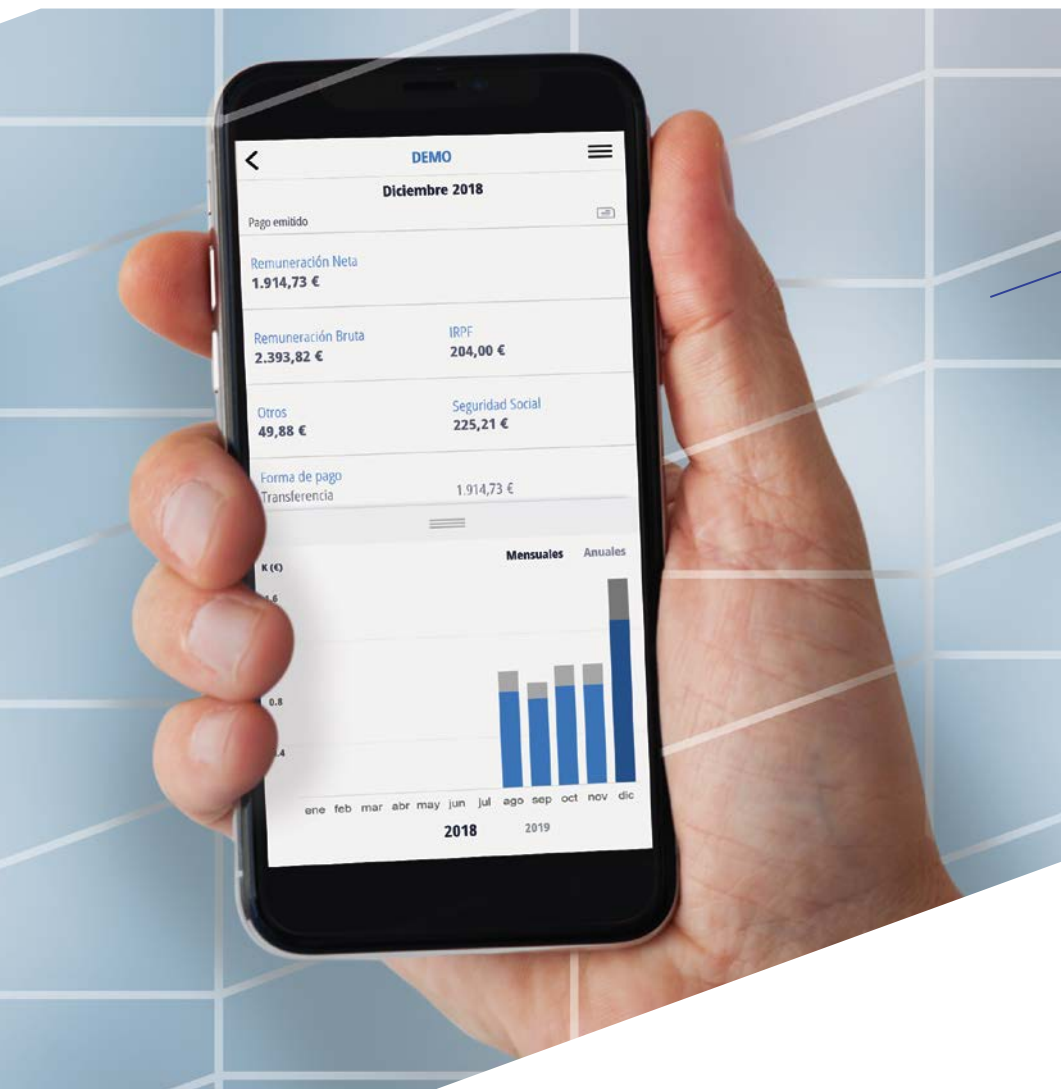 DEMO
Diciembre 2018
Pago emitido
Remuneración Neta
1.914,73 €
Remuneración Bruta IRPF
2.393,82 € 204,00 €
Otros Seguridad Social
49,88 € 225,21 €
Forma de pago
Transferencia 1.914,73 €
Mensuales Anuales
K (€)
0.8
ene feb mar abr may jun jul ago sep oct nov dic
2018 2019